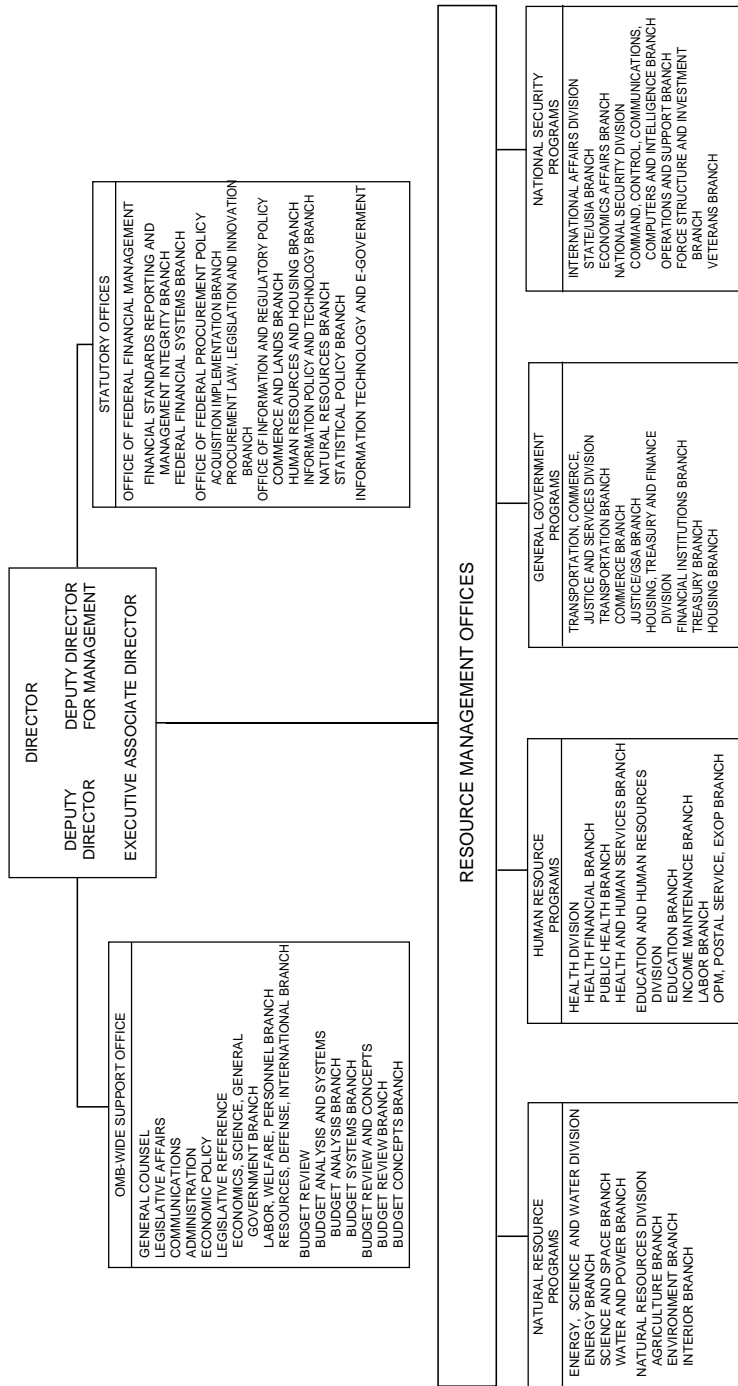 DIRECTOR
DEPUTY
DIRECTOR
DEPUTY DIRECTOR
FOR MANAGEMENT
EXECUTIVE ASSOCIATE DIRECTOR
OMB-WIDE SUPPORT OFFICE
GENERAL COUNSEL
LEGISLATIVE AFFAIRS
COMMUNICATIONS
ADMINISTRATION
ECONOMIC POLICY
LEGISLATIVE REFERENCE
ECONOMICS, SCIENCE, GENERAL
GOVERNMENT BRANCH
LABOR, WELFARE, PERSONNEL BRANCH
RESOURCES, DEFENSE, INTERNATIONAL BRANCH
BUDGET REVIEW
BUDGET ANALYSIS AND SYSTEMS
BUDGET ANALYSIS BRANCH
BUDGET SYSTEMS BRANCH
BUDGET REVIEW AND CONCEPTS
BUDGET REVIEW BRANCH
BUDGET CONCEPTS BRANCH
STATUTORY OFFICES
OFFICE OF FEDERAL FINANCIAL MANAGEMENT
FINANCIAL STANDARDS REPORTING AND
MANAGEMENT INTEGRITY BRANCH
FEDERAL FINANCIAL SYSTEMS BRANCH
OFFICE OF FEDERAL PROCUREMENT POLICY
ACQUISITION IMPLEMENTATION BRANCH
PROCUREMENT LAW, LEGISLATION AND INNOVATION
BRANCH
OFFICE OF INFORMATION AND REGULATORY POLICY
COMMERCE AND LANDS BRANCH
HUMAN RESOURCES AND HOUSING BRANCH
INFORMATION POLICY AND TECHNOLOGY BRANCH
NATURAL RESOURCES BRANCH
STATISTICAL POLICY BRANCH
INFORMATION TECHNOLOGY AND E-GOVERMENT
RESOURCE MANAGEMENT OFFICES
NATURAL RESOURCE
PROGRAMS
ENERGY, SCIENCE AND WATER DIVISION
ENERGY BRANCH
SCIENCE AND SPACE BRANCH
WATER AND POWER BRANCH
NATURAL RESOURCES DIVISION
AGRICULTURE BRANCH
ENVIRONMENT BRANCH
INTERIOR BRANCH
HUMAN RESOURCE
PROGRAMS
HEALTH DIVISION
HEALTH FINANCIAL BRANCH
PUBLIC HEALTH BRANCH
HEALTH AND HUMAN SERVICES BRANCH
EDUCATION AND HUMAN RESOURCES
DIVISION
EDUCATION BRANCH
INCOME MAINTENANCE BRANCH
LABOR BRANCH
OPM, POSTAL SERVICE, EXOP BRANCH
GENERAL GOVERNMENT
PROGRAMS
TRANSPORTATION, COMMERCE,
JUSTICE AND SERVICES DIVISION
TRANSPORTATION BRANCH
COMMERCE BRANCH
JUSTICE/GSA BRANCH
HOUSING, TREASURY AND FINANCE
DIVISION
FINANCIAL INSTITUTIONS BRANCH
TREASURY BRANCH
HOUSING BRANCH
NATIONAL SECURITY
PROGRAMS
INTERNATIONAL AFFAIRS DIVISION
STATE/USIA BRANCH
ECONOMICS AFFAIRS BRANCH
NATIONAL SECURITY DIVISION
COMMAND, CONTROL, COMMUNICATIONS,
COMPUTERS AND INTELLIGENCE BRANCH
OPERATIONS AND SUPPORT BRANCH
FORCE STRUCTURE AND INVESTMENT
BRANCH
VETERANS BRANCH